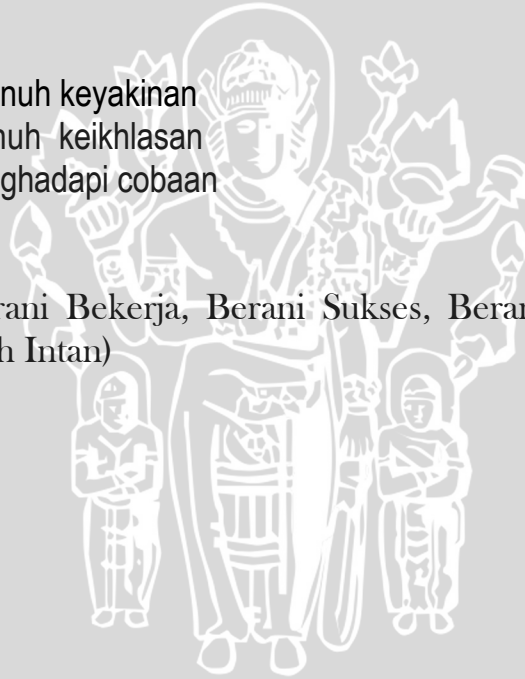 nuh keyakinan
nuh keikhlasan
ghadapi cobaan
rani Bekerja, Berani Sukses, Beran
h Intan)